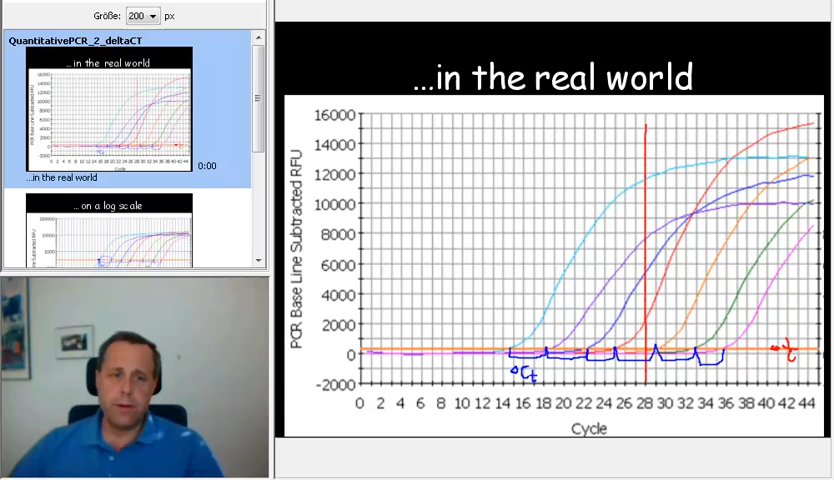 Größe: 200 px
QuantitativePCR_2_deltaCT
...in the real world
0:00
...in the real world
... on a log scale
...in the real world
PCR Base Line Subtracted RFU
16000
14000
12000
10000
8000
6000
4000
2000
0
-2000
ΔCt
0 2 4 6 8 10 12 14 16 18 20 22 24 26 28 30 32 34 36 38 40 42 44
Cycle